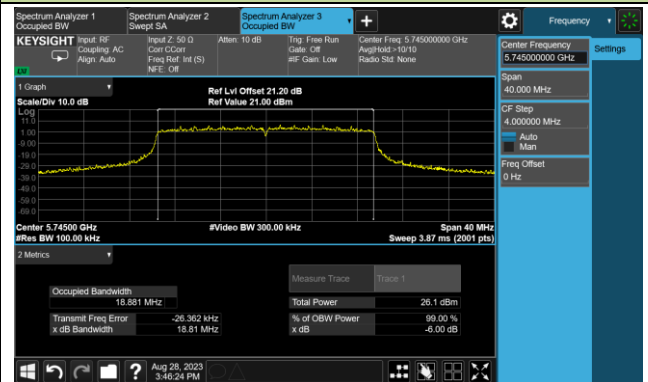 Spectrum Analyzer 1
Occupied BW
Spectrum Analyzer 2
Swept SA
Spectrum Analyzer 3
Occupied BW
Frequency
KEYSIGHT
Input: RF
Coupling: AC
Align: Auto
Input Z: 50 Ω
Corr CCorr
Freq Ref: Int (S)
NFE: Off
Atten: 10 dB
Trig: Free Run
Gate: Off
#IF Gain: Low
Center Freq: 5.745000000 GHz
Avg|Hold:>10/10
Radio Std: None
Center Frequency
5.745000000 GHz
Settings
Span
40.000 MHz
CF Step
4.000000 MHz
Auto
Man
Freq Offset
0 Hz
1 Graph
Scale/Div 10.0 dB
Ref Lvl Offset 21.20 dB
Ref Value 21.00 dBm
Log
11.0
1.00
-9.00
-19.0
-29.0
-39.0
-49.0
-59.0
-69.0
Center 5.74500 GHz
#Res BW 100.00 kHz
#Video BW 300.00 kHz
Span 40 MHz
Sweep 3.87 ms (2001 pts)
2 Metrics
Measure Trace
Trace 1
Occupied Bandwidth
18.881 MHz
Total Power
26.1 dBm
Transmit Freq Error
-26.362 kHz
% of OBW Power
99.00 %
x dB Bandwidth
18.81 MHz
x dB
-6.00 dB
Aug 28, 2023
3:46:24 PM